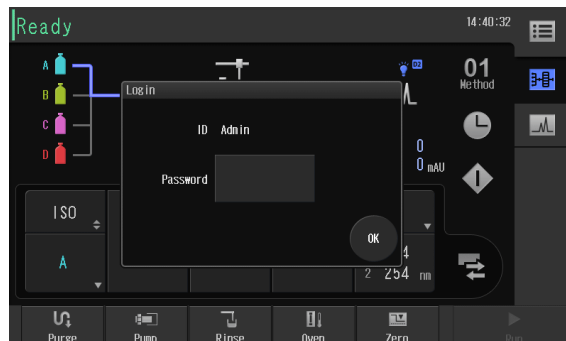 Ready
14:40:32
A
B
C
D
02
01
Method
Login
ID Admin
Password
OK
0
0 mAU
ISO
A
4
2 254 nm
Purge
Pump
Rinse
Oven
Zero
Run